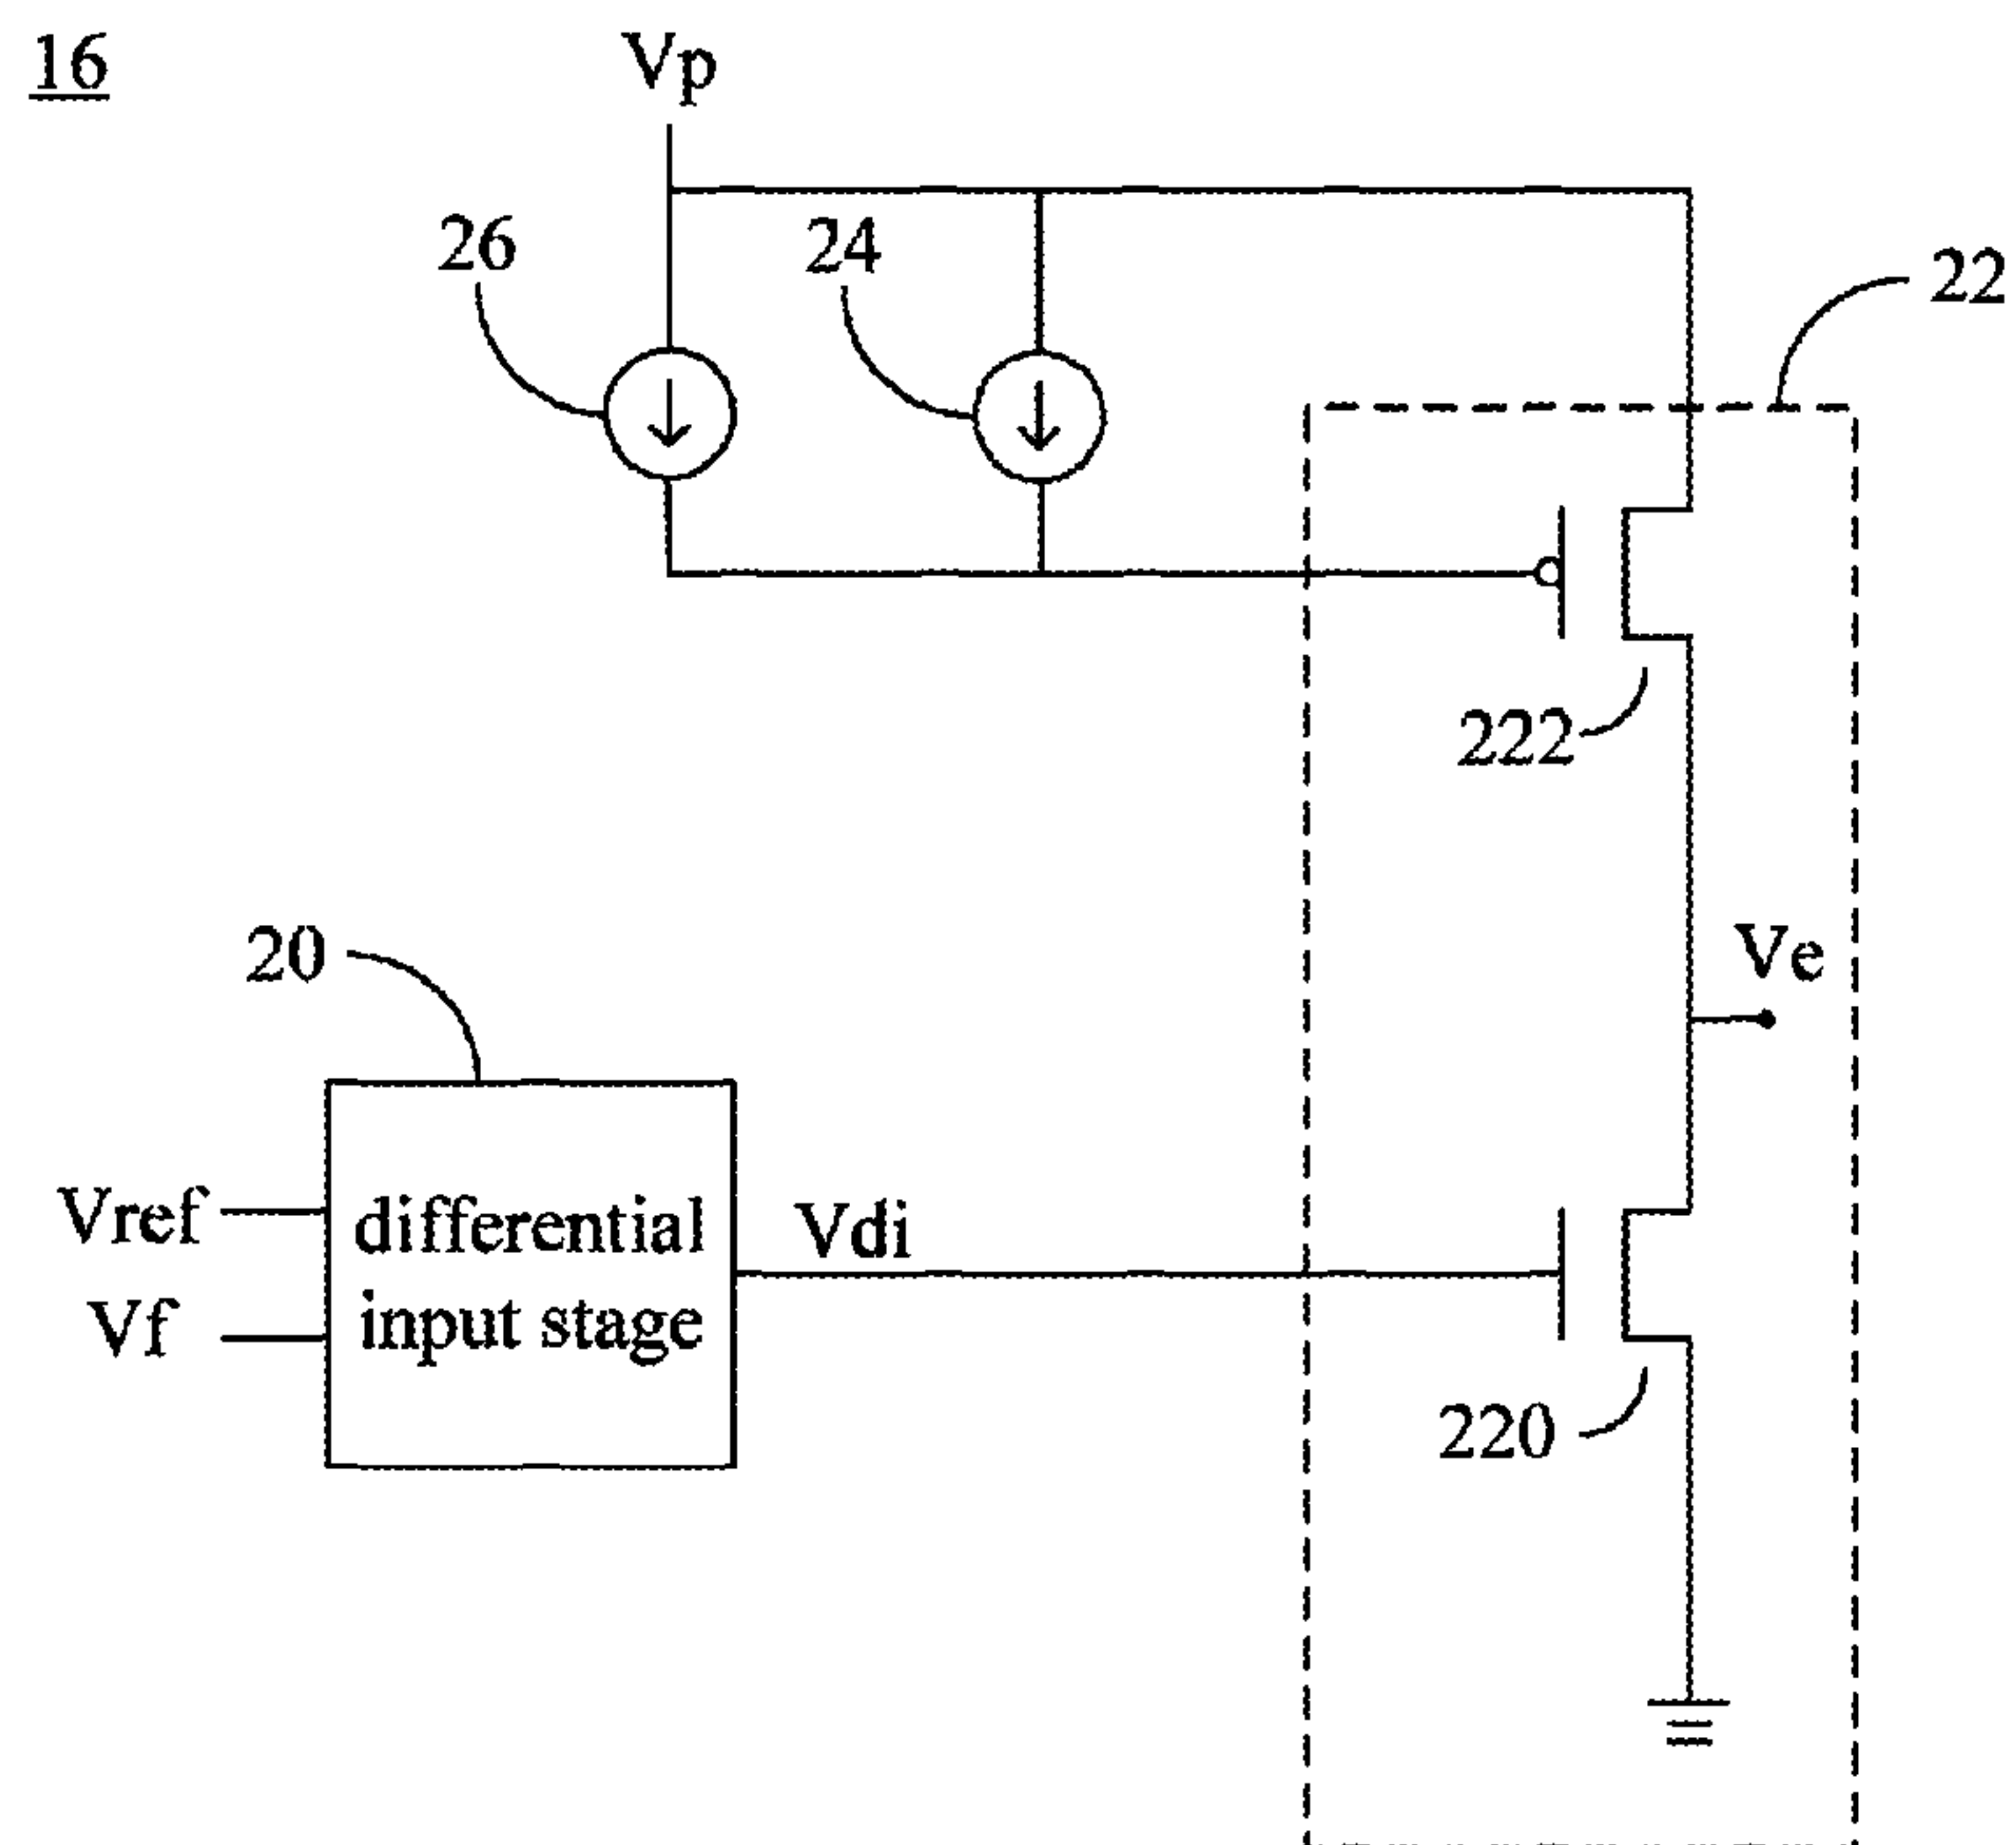 16
Vp
26
24
22
222
20
Ve
Vref
differential
Vdi
Vf
input stage
220